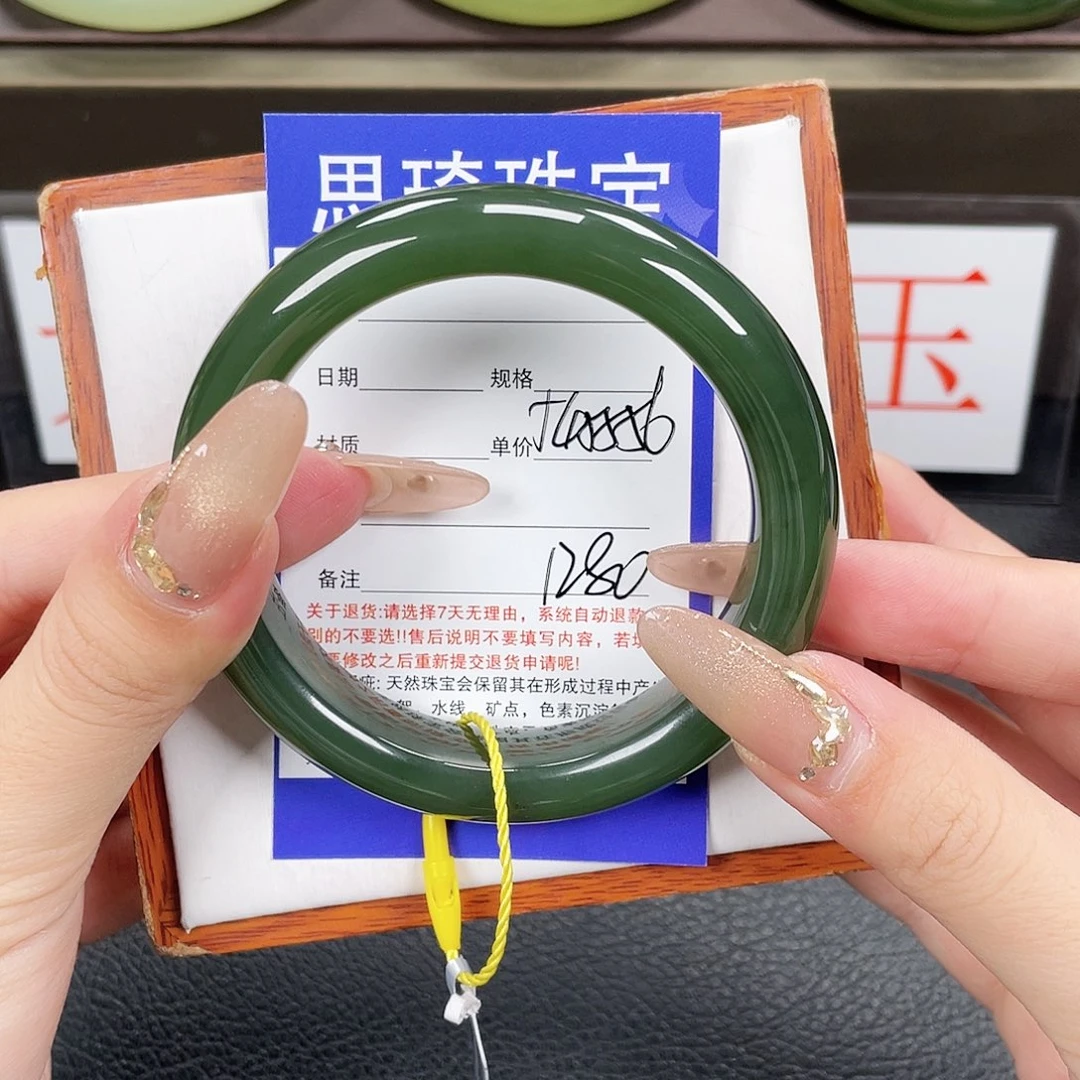 思琦珠宝
日期 规格
材质 单价
备注 1280
关于退货:请选择7天无理由，系统自动退款
别的不要选!!售后说明不要填写内容，若填
要修改之后重新提交退货申请呢!
疵: 天然珠宝会保留其在形成过程中产
絮、水线、矿点，色素沉淀
玉